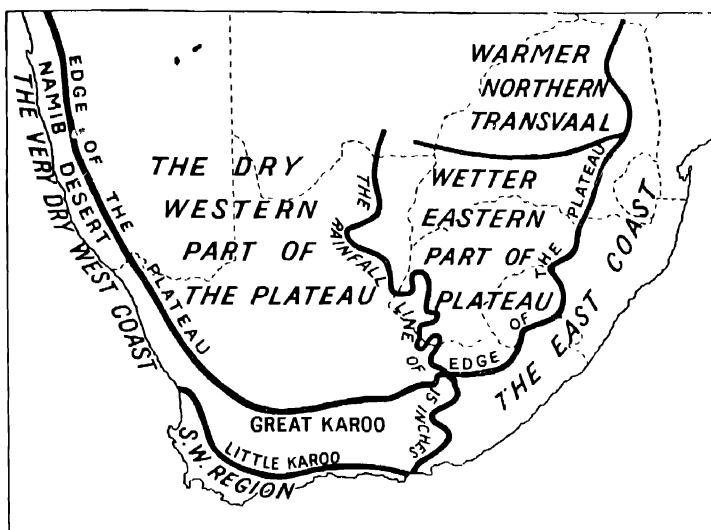 WARMER
NORTHERN
TRANSVAAL
EDGE OF THE PLATEAU
NAMIB DESERT
THE VERY DRY WEST COAST
THE DRY
WESTERN
PART OF
THE PLATEAU
THE RAINFALL LINE OF 15 INCHES
WETTER
EASTERN
PART OF
PLATEAU
EDGE OF THE PLATEAU
THE EAST COAST
GREAT KAROO
LITTLE KAROO
S.W. REGION